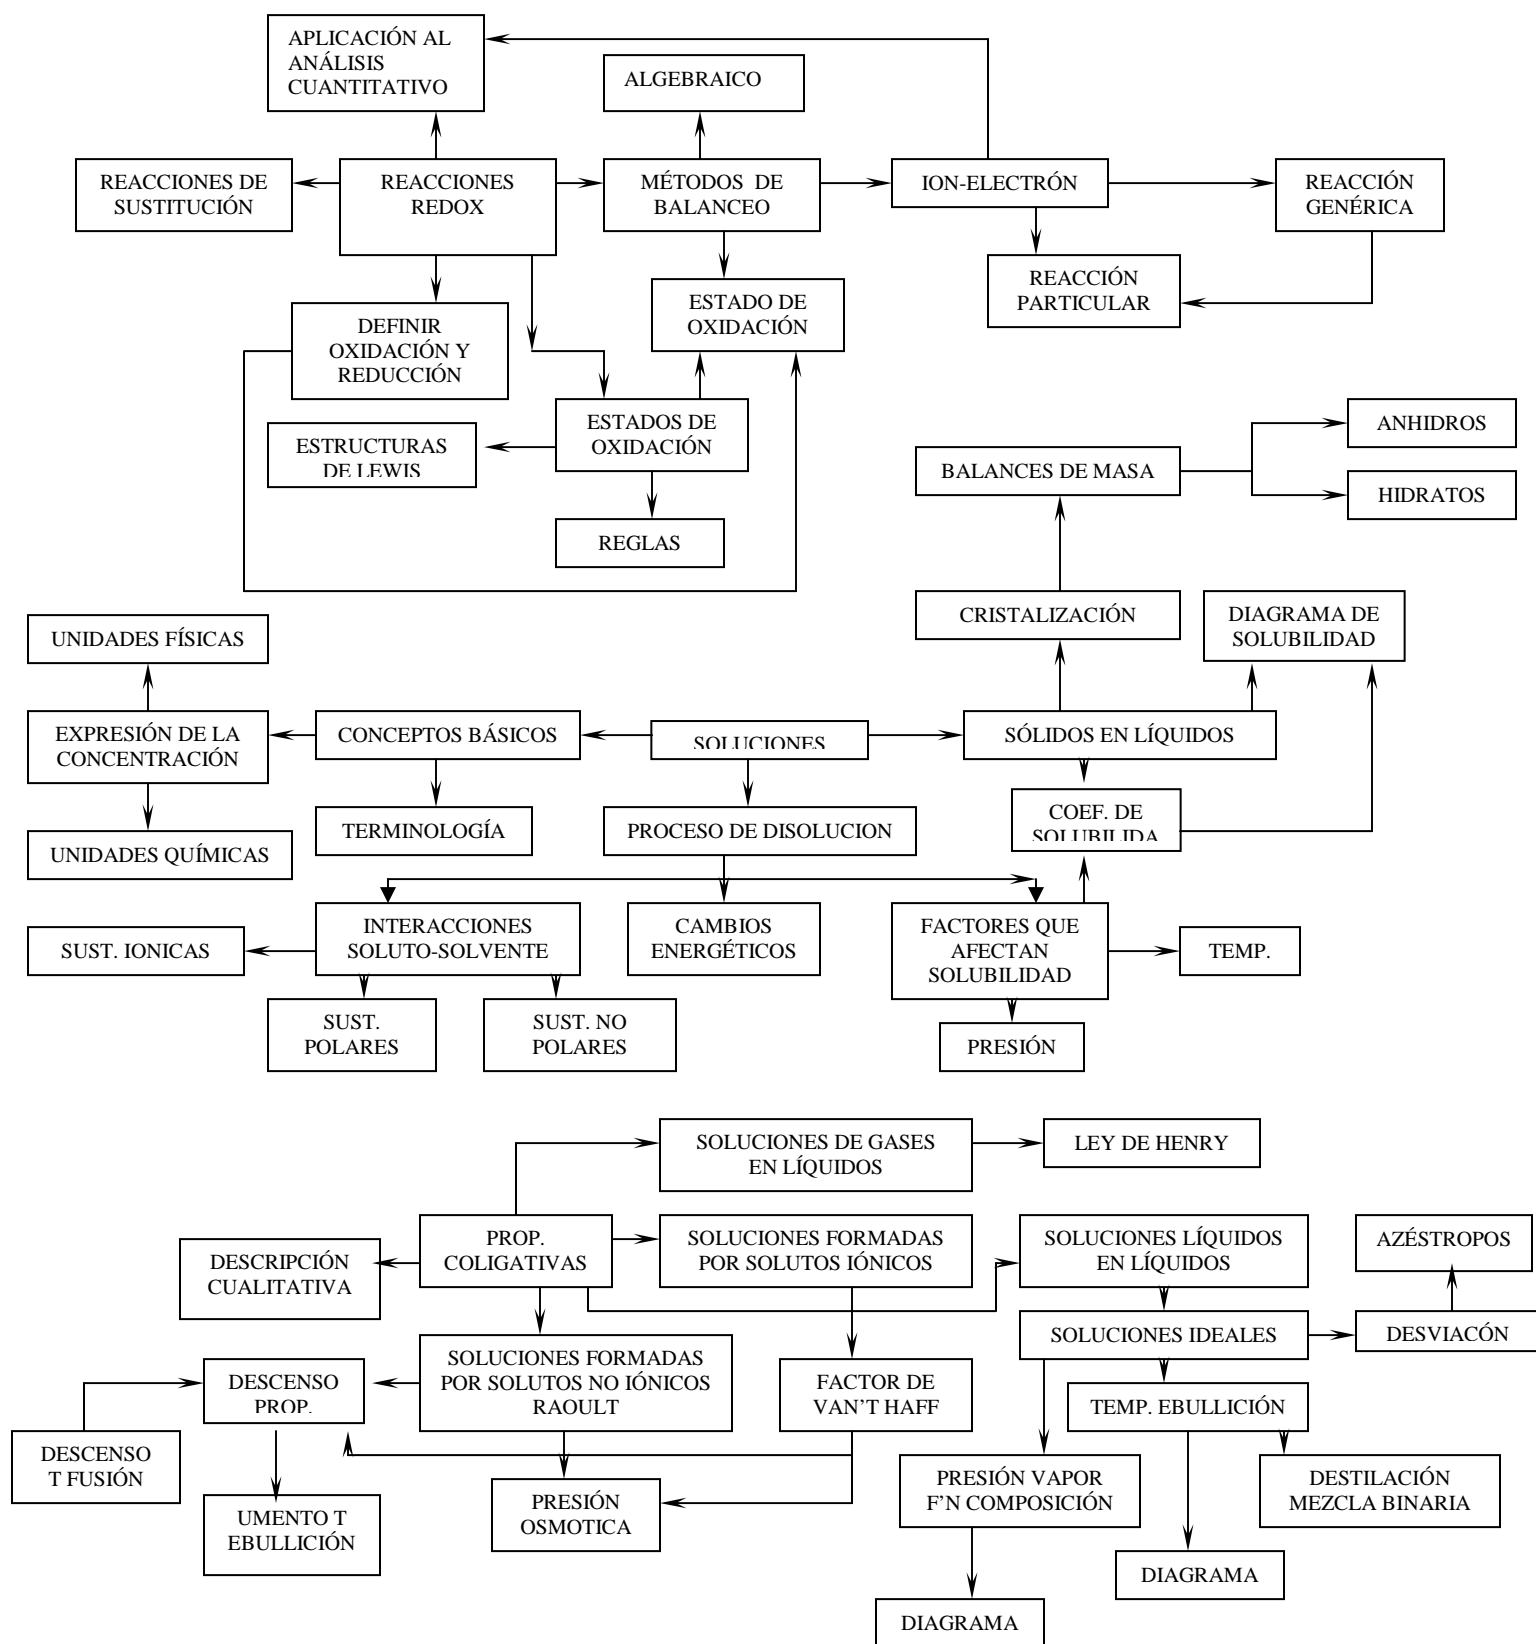 APLICACIÓN AL
ANÁLISIS
CUANTITATIVO
ALGEBRAICO
REACCIONES DE
SUSTITUCIÓN
REACCIONES
REDOX
MÉTODOS DE
BALANCEO
ION-ELECTRÓN
REACCIÓN
GENÉRICA
REACCIÓN
PARTICULAR
ESTADO DE
OXIDACIÓN
DEFINIR
OXIDACIÓN Y
REDUCCIÓN
ESTADOS DE
OXIDACIÓN
ESTRUCTURAS
DE LEWIS
REGLAS
ANHIDROS
BALANCES DE MASA
HIDRATOS
CRISTALIZACIÓN
DIAGRAMA DE
SOLUBILIDAD
UNIDADES FÍSICAS
EXPRESIÓN DE LA
CONCENTRACIÓN
CONCEPTOS BÁSICOS
SOLUCIONES
SÓLIDOS EN LÍQUIDOS
UNIDADES QUÍMICAS
TERMINOLOGÍA
PROCESO DE DISOLUCION
COEF. DE
SOLUBILIDA
INTERACCIONES
SOLUTO-SOLVENTE
CAMBIOS
ENERGÉTICOS
FACTORES QUE
AFECTAN
SOLUBILIDAD
SUST. IONICAS
TEMP.
SUST.
POLARES
SUST. NO
POLARES
PRESIÓN
SOLUCIONES DE GASES
EN LÍQUIDOS
LEY DE HENRY
PROP.
COLIGATIVAS
SOLUCIONES FORMADAS
POR SOLUTOS IÓNICOS
SOLUCIONES LÍQUIDOS
EN LÍQUIDOS
AZÉSTROPOS
DESCRIPCIÓN
CUALITATIVA
SOLUCIONES IDEALES
DESVIACÓN
SOLUCIONES FORMADAS
POR SOLUTOS NO IÓNICOS
RAOULT
DESCENSO
PROP.
FACTOR DE
VAN'T HAFF
TEMP. EBULLICIÓN
DESCENSO
T FUSIÓN
UMENTO T
EBULLICIÓN
PRESIÓN
OSMOTICA
PRESIÓN VAPOR
F'N COMPOSICIÓN
DESTILACIÓN
MEZCLA BINARIA
DIAGRAMA
DIAGRAMA